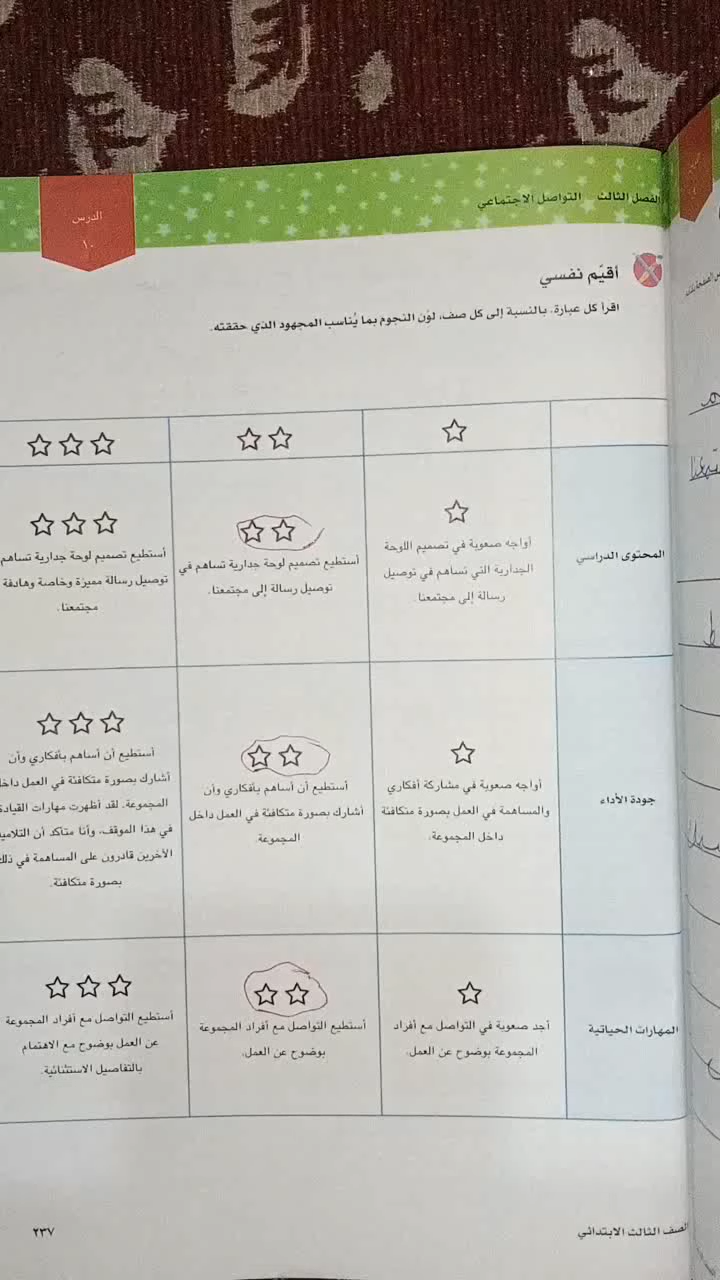 الفصل الثالث التواصل الاجتماعي
الدرس
١٠
أقيّم نفسي
اقرأ كل عبارة. بالنسبة إلى كل صف، لوّن النجوم بما يُناسب المجهود الذي حققته.
المحتوى الدراسي
أواجه صعوبة في تصميم اللوحة
الجدارية التي تساهم في توصيل
رسالة إلى مجتمعنا.
أستطيع تصميم لوحة جدارية تساهم في
توصيل رسالة إلى مجتمعنا.
أستطيع تصميم لوحة جدارية تساهم
توصيل رسالة مميزة وخاصة وهادفة
مجتمعنا.
جودة الأداء
أواجه صعوبة في مشاركة أفكاري
والمساهمة في العمل بصورة متكافئة
داخل المجموعة.
أستطيع أن أساهم بأفكاري وأن
أشارك بصورة متكافئة في العمل داخل
المجموعة
أستطيع أن أساهم بأفكاري وأن
أشارك بصورة متكافئة في العمل داخل
المجموعة. لقد أظهرت مهارات القيادة
في هذا الموقف، وأنا متأكد أن
الآخرين قادرون على المساهمة في
بصورة متكافئة.
المهارات الحياتية
أجد صعوبة في التواصل مع أفراد
المجموعة بوضوح عن العمل.
أستطيع التواصل مع أفراد المجموعة
بوضوح عن العمل.
أستطيع التواصل مع أفراد المجموعة
عن العمل بوضوح مع الاهتمام
بالتفاصيل الاستثنائية.
الصف الثالث الابتدائي
٢٣٧